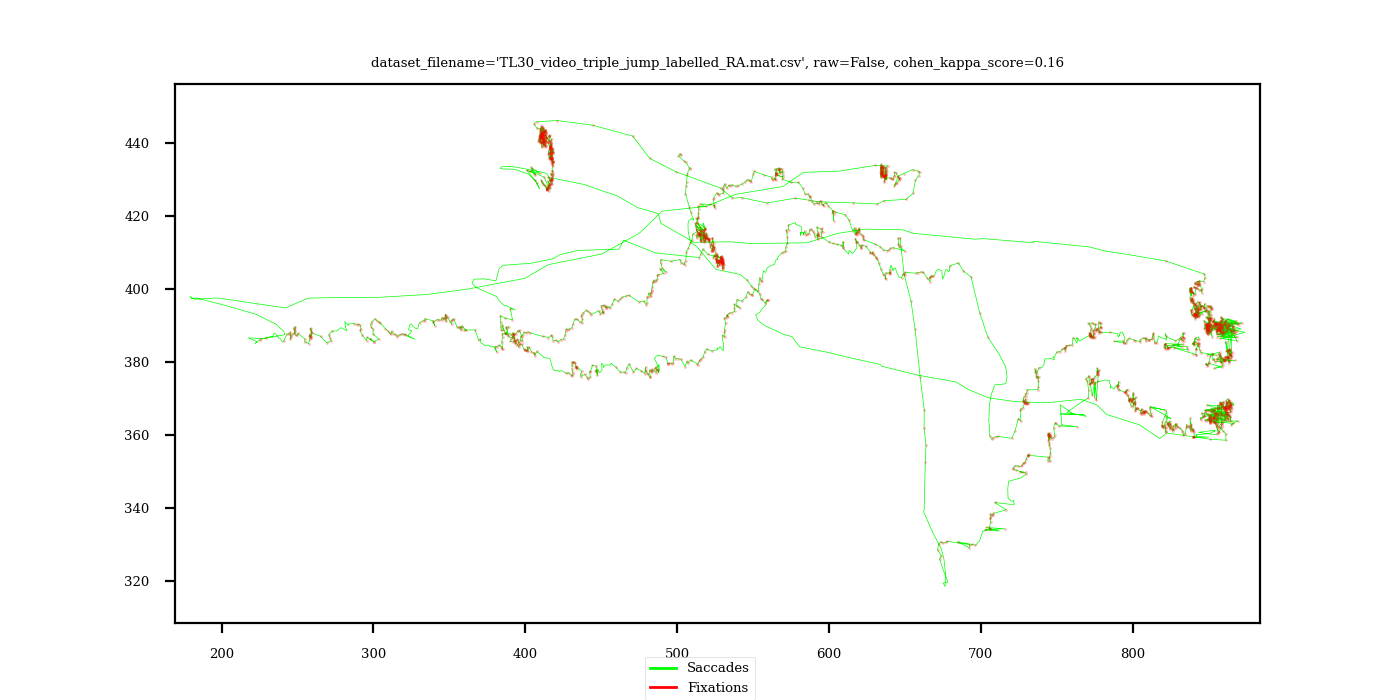 dataset_filename='TL30_video_triple_jump_labelled_RA.mat.csv', raw=False, cohen_kappa_score=0.16
440
420
400
380
360
340
320
200 300 400 500 600 700 800
Saccades
Fixations